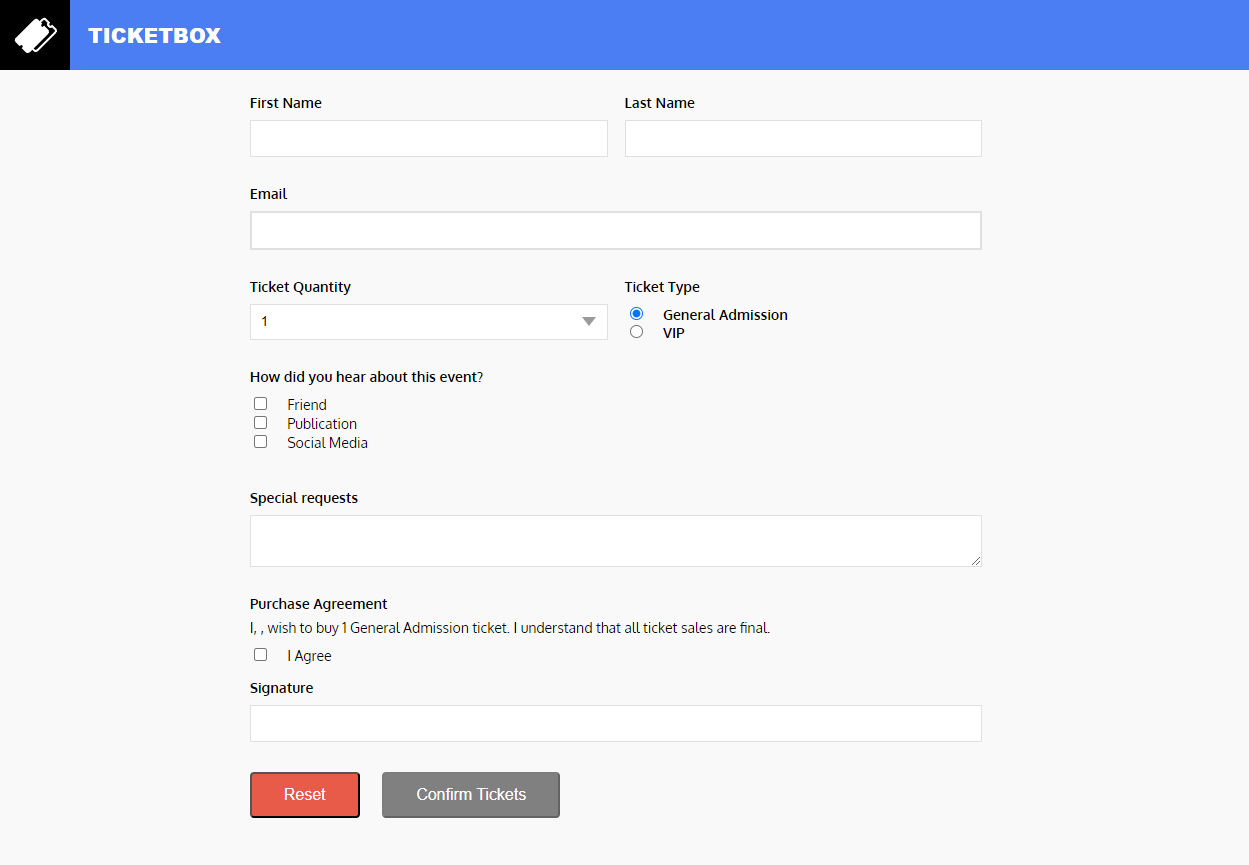 TICKETBOX
First Name
Last Name
Email
Ticket Quantity
Ticket Type
1
General Admission
VIP
How did you hear about this event?
Friend
Publication
Social Media
Special requests
Purchase Agreement
I, , wish to buy 1 General Admission ticket. I understand that all ticket sales are final.
I Agree
Signature
Reset
Confirm Tickets